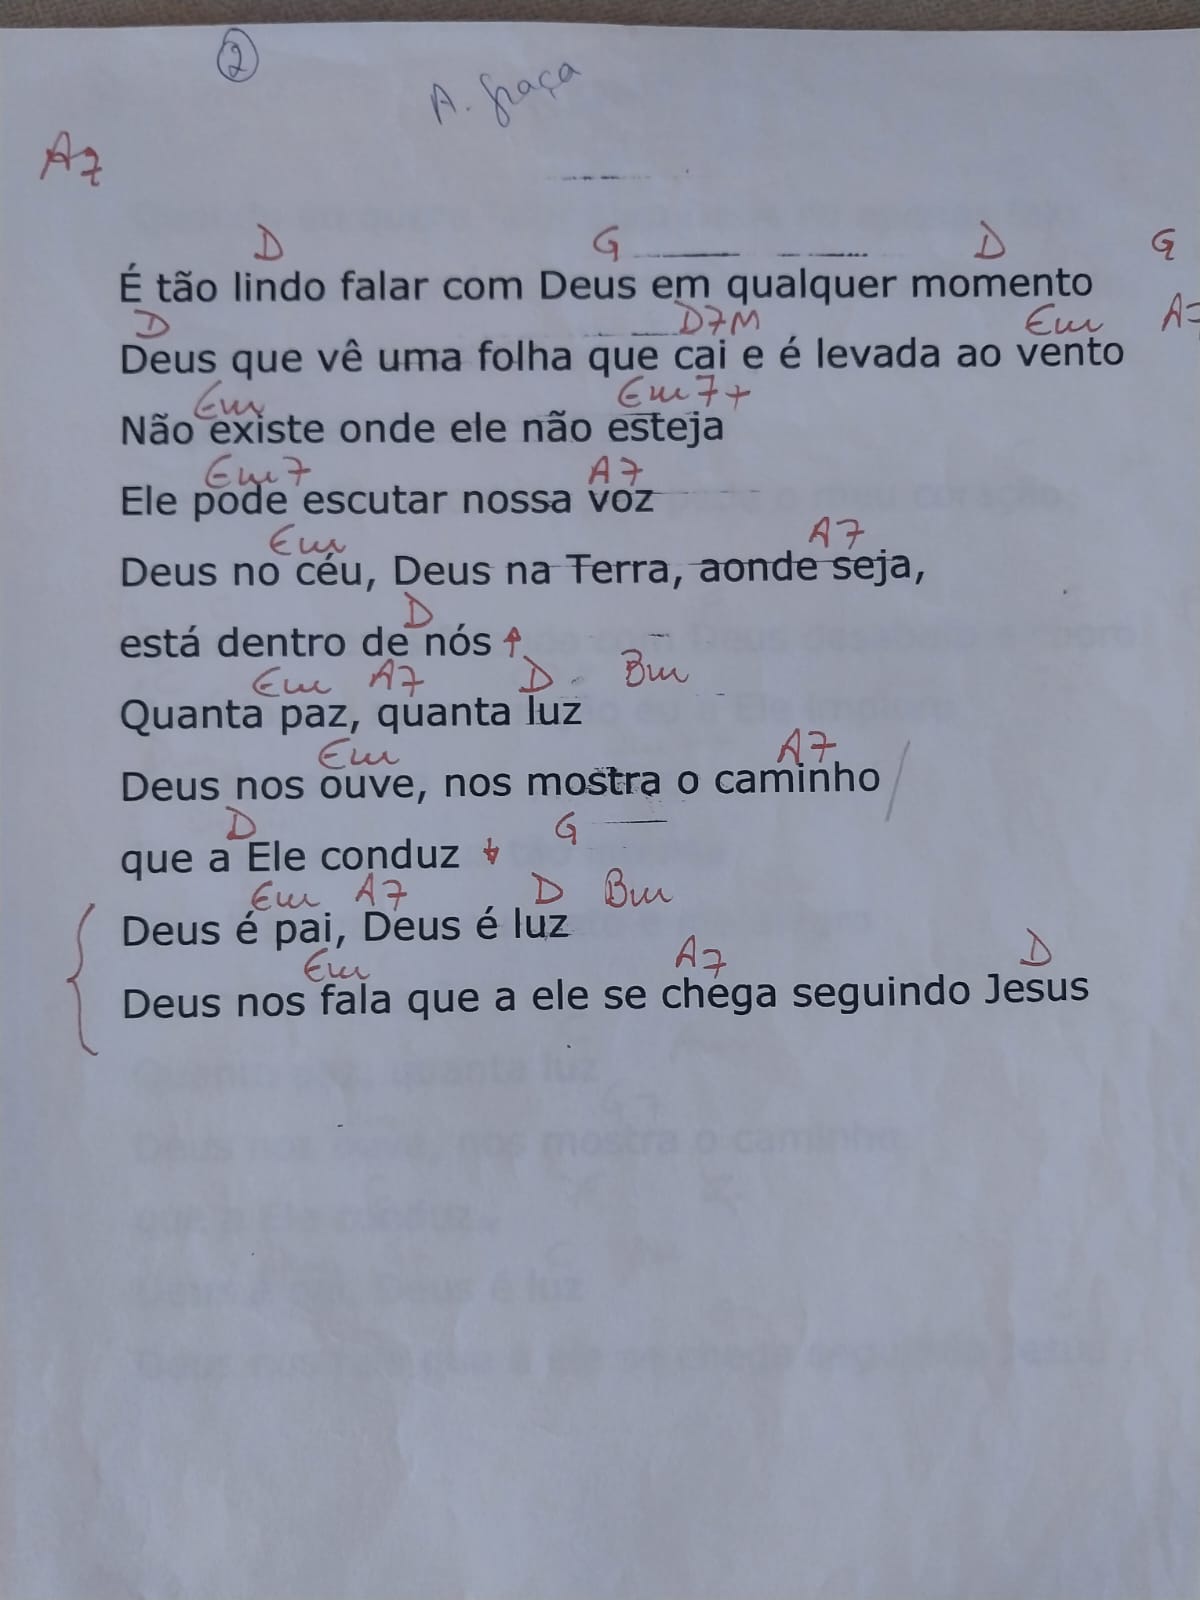 2
A. Graça
A7
D G D G
É tão lindo falar com Deus em qualquer momento
D D7M Em A7
Deus que vê uma folha que cai e é levada ao vento
Em Em7+
Não existe onde ele não esteja
Em7 A7
Ele pode escutar nossa voz
Em A7
Deus no céu, Deus na Terra, aonde seja,
D
está dentro de nós
Em A7 D Bm
Quanta paz, quanta luz
Em A7
Deus nos ouve, nos mostra o caminho
D G
que a Ele conduz
Em A7 D Bm
Deus é pai, Deus é luz
Em A7 D
Deus nos fala que a ele se chega seguindo Jesus